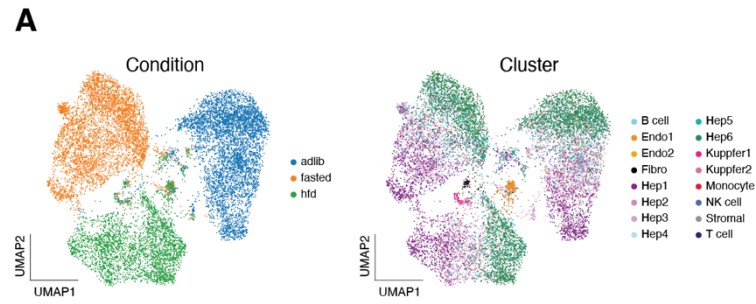 A
Condition
adlib
fasted
hfd
UMAP2
UMAP1
Cluster
B cell
Endo1
Endo2
Fibro
Hep1
Hep2
Hep3
Hep4
Hep5
Hep6
Kuppfer1
Kuppfer2
Monocyte
NK cell
Stromal
T cell
UMAP2
UMAP1